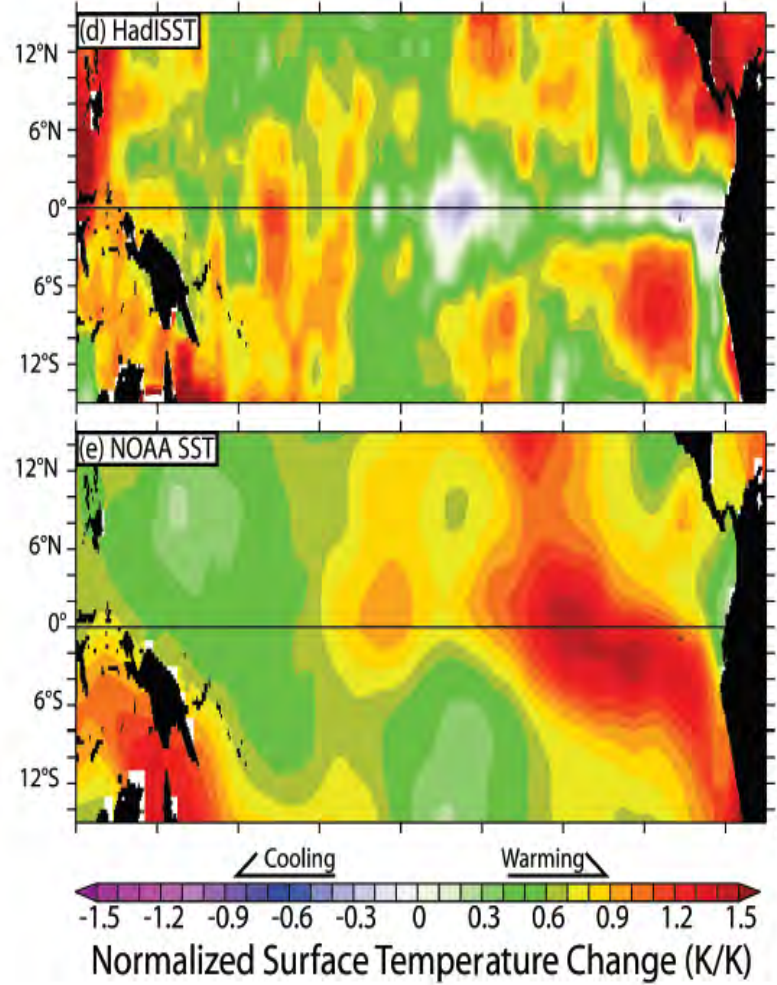 (d) HadISST
12°N
6°N
0°
6°S
12°S
(e) NOAA SST
12°N
6°N
0°
6°S
12°S
Cooling Warming
-1.5 -1.2 -0.9 -0.6 -0.3 0 0.3 0.6 0.9 1.2 1.5
Normalized Surface Temperature Change (K/K)